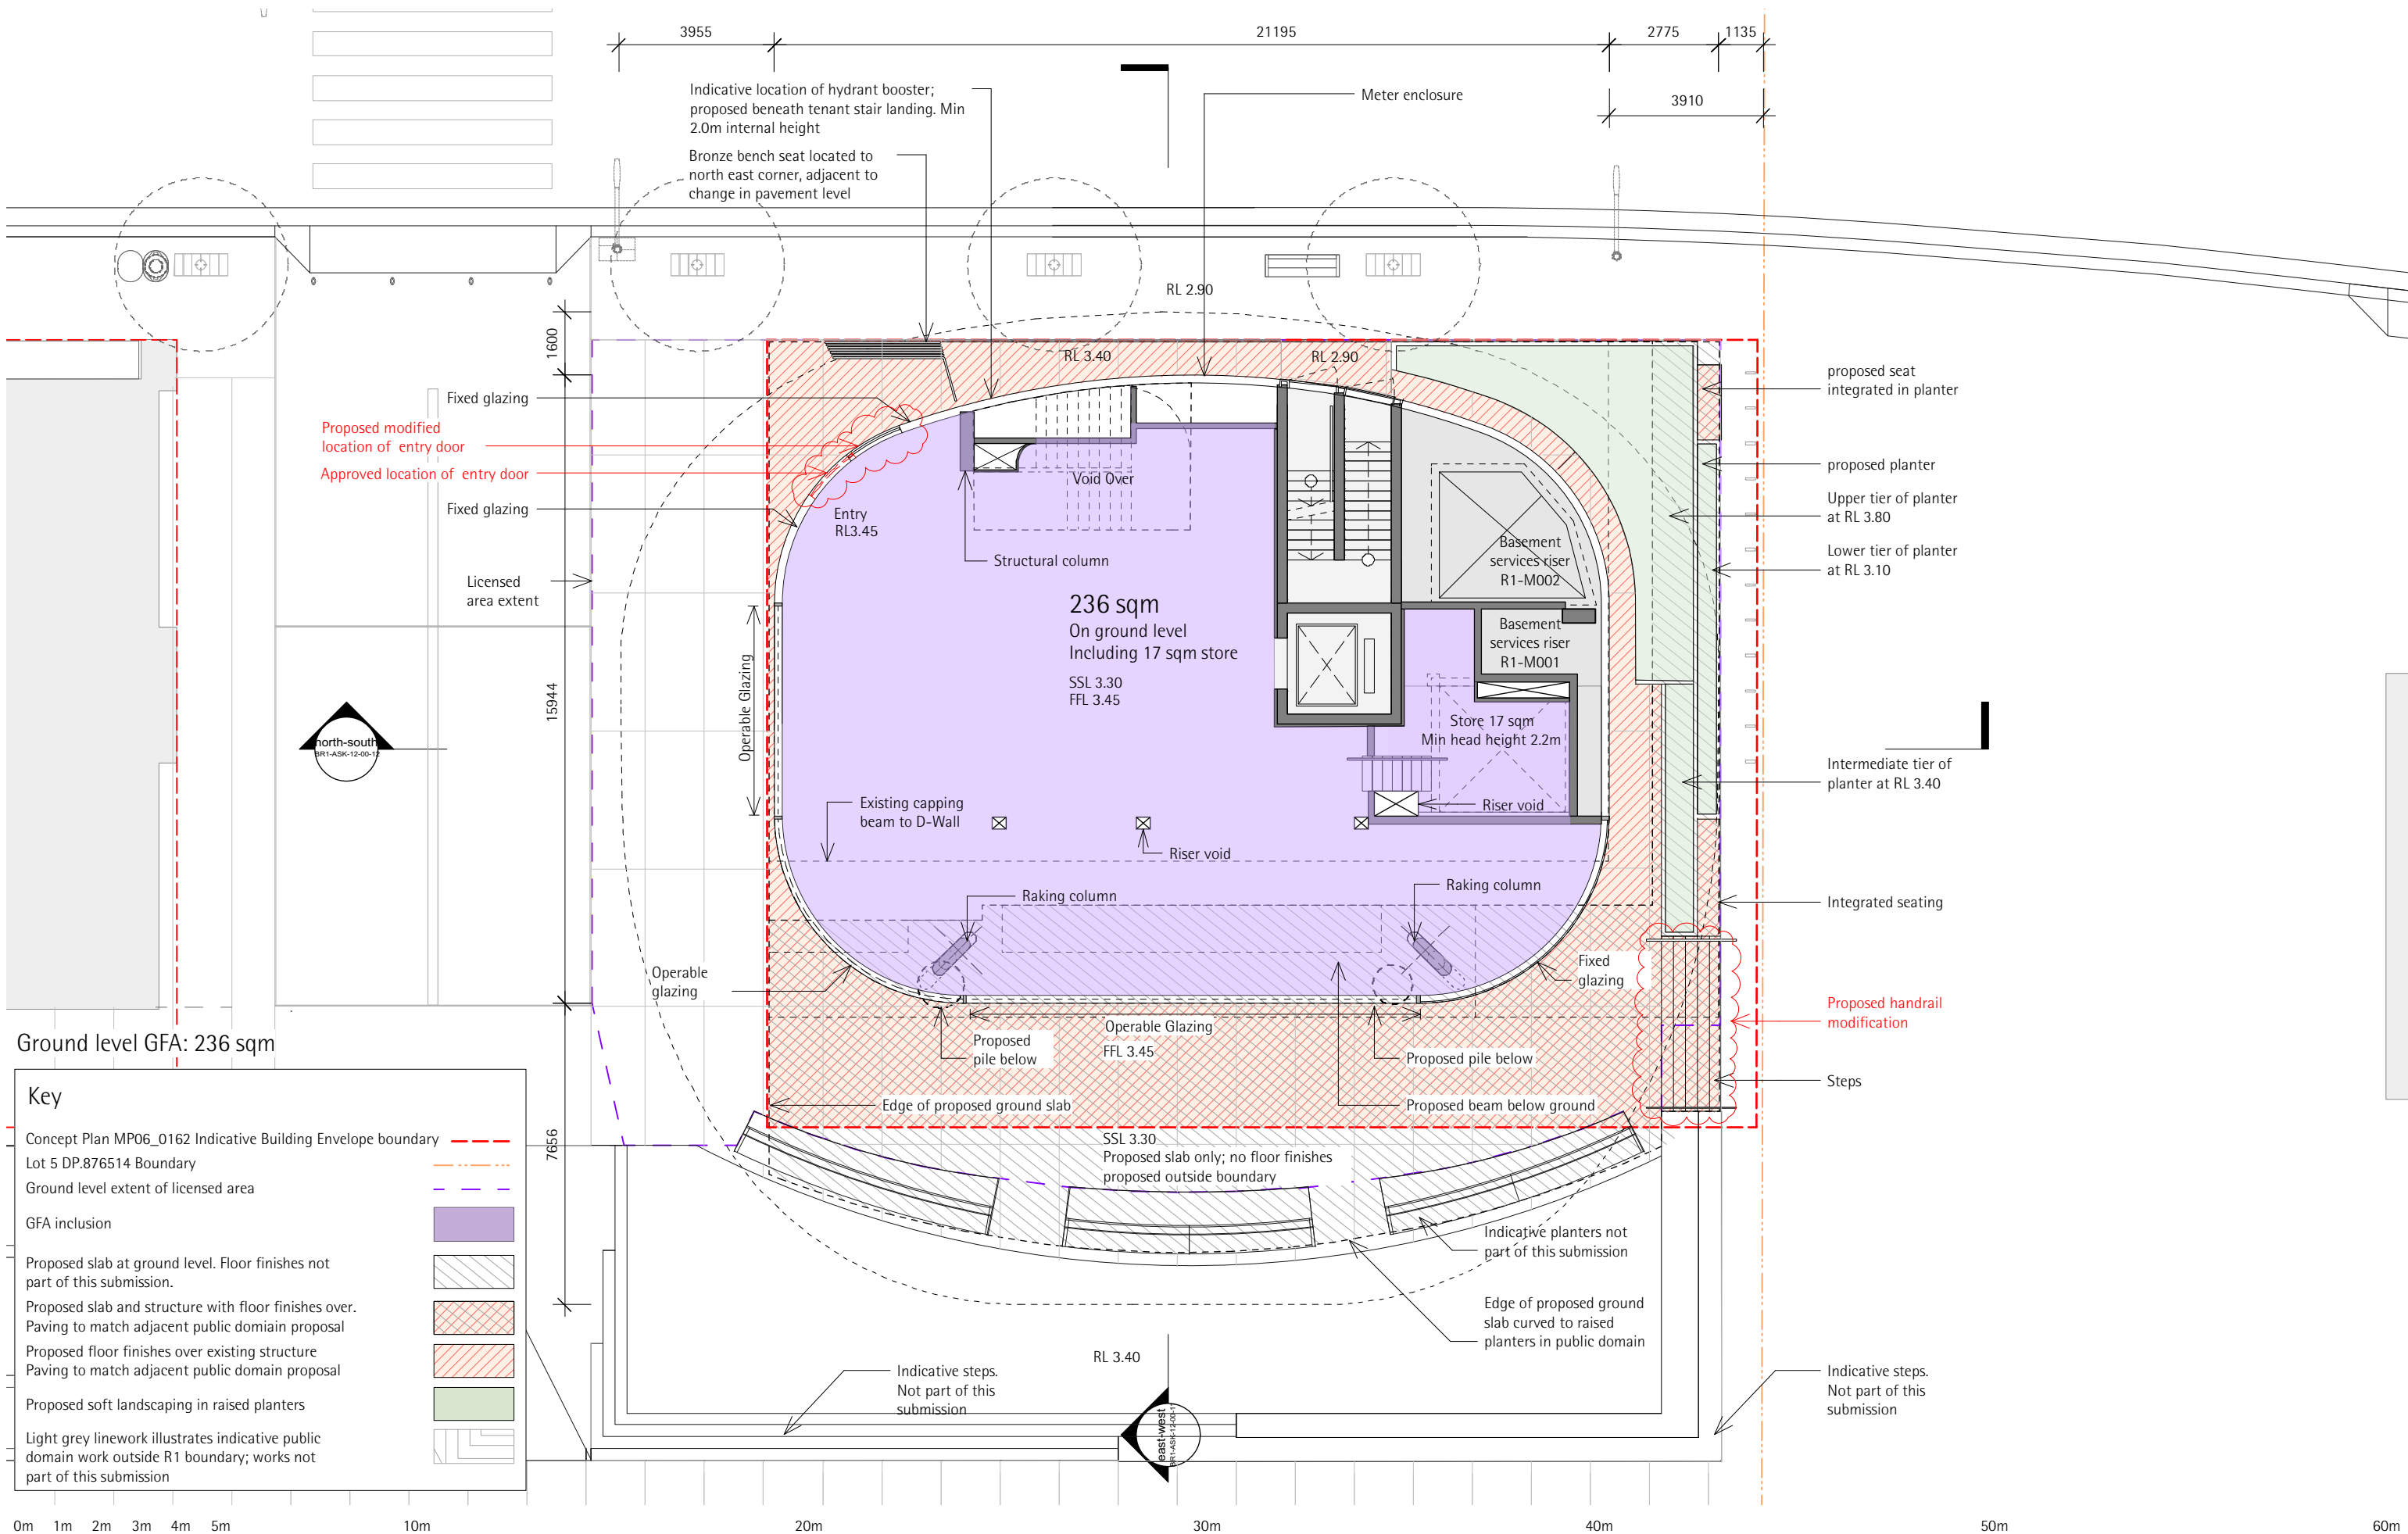 3955
21195
2775
1135
3910
Indicative location of hydrant booster;
proposed beneath tenant stair landing. Min
2.0m internal height
Meter enclosure
Bronze bench seat located to
north east corner, adjacent to
change in pavement level
RL 2.90
1600
RL 3.40
RL 2.90
Fixed glazing
Proposed modified
location of entry door
Approved location of entry door
Fixed glazing
Entry
RL3.45
Void Over
Structural column
Licensed
area extent
proposed seat
integrated in planter
proposed planter
Upper tier of planter
at RL 3.80
Lower tier of planter
at RL 3.10
Basement
services riser
R1-M002
Basement
services riser
R1-M001
236 sqm
On ground level
Including 17 sqm store
SSL 3.30
FFL 3.45
Operable Glazing
15944
north-south
BR1-ASK-12-00-12
Store 17 sqm
Min head height 2.2m
Intermediate tier of
planter at RL 3.40
Existing capping
beam to D-Wall
Riser void
Riser void
Raking column
Raking column
Integrated seating
Operable
glazing
Fixed
glazing
Proposed handrail
modification
Operable Glazing
FFL 3.45
Proposed
pile below
Proposed pile below
Steps
Edge of proposed ground slab
Proposed beam below ground
7656
SSL 3.30
Proposed slab only; no floor finishes
proposed outside boundary
Indicative planters not
part of this submission
Edge of proposed ground
slab curved to raised
planters in public domain
RL 3.40
Indicative steps.
Not part of this
submission
Indicative steps.
Not part of this
submission
east-west
BR1-ASK-12-00-11
Ground level GFA: 236 sqm
Key
Concept Plan MP06_0162 Indicative Building Envelope boundary
Lot 5 DP.876514 Boundary
Ground level extent of licensed area
GFA inclusion
Proposed slab at ground level. Floor finishes not
part of this submission.
Proposed slab and structure with floor finishes over.
Paving to match adjacent public domiain proposal
Proposed floor finishes over existing structure
Paving to match adjacent public domain proposal
Proposed soft landscaping in raised planters
Light grey linework illustrates indicative public
domain work outside R1 boundary; works not
part of this submission
0m 1m 2m 3m 4m 5m 10m 20m 30m 40m 50m 60m